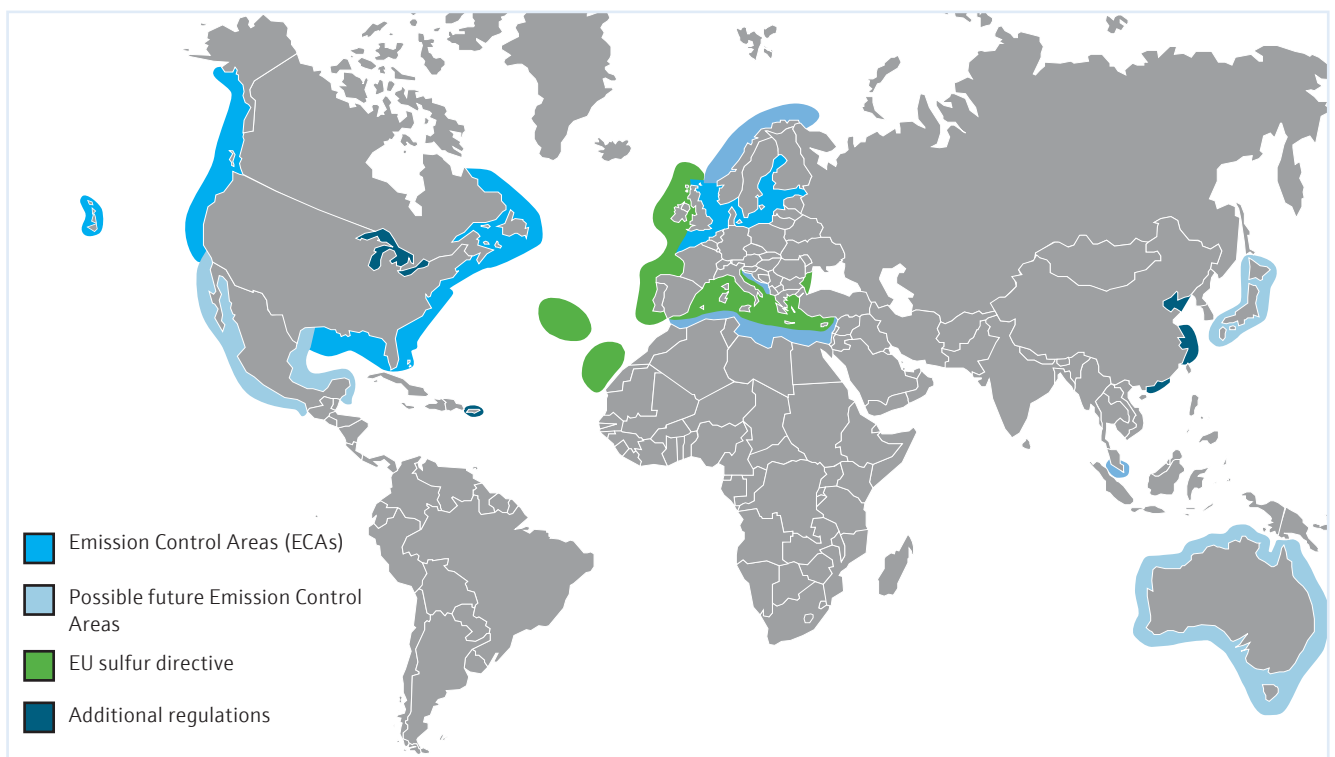 Emission Control Areas (ECAs)
Possible future Emission Control
Areas
EU sulfur directive
Additional regulations